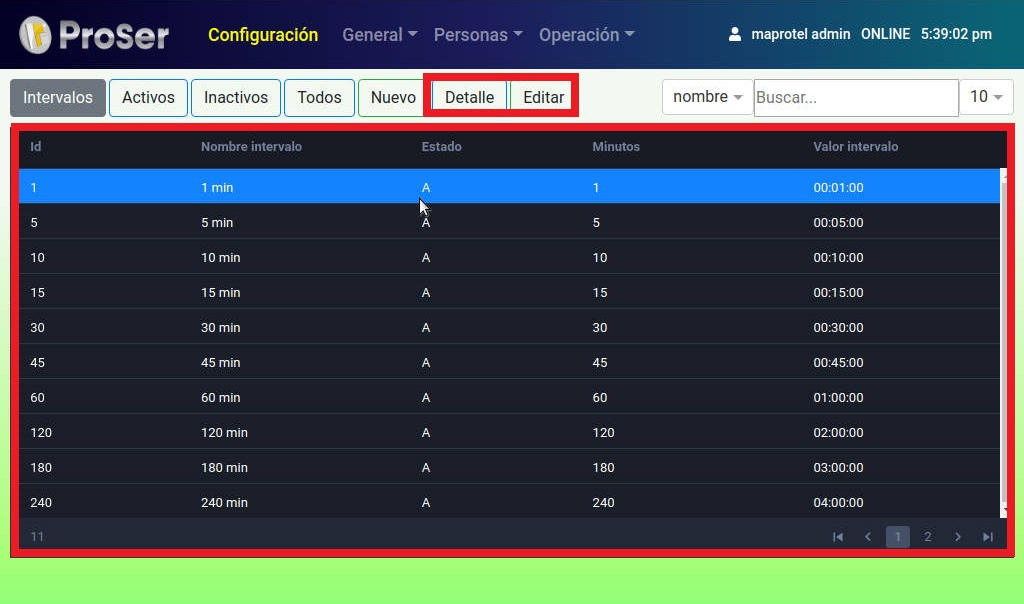 ProSer Configuración General Personas Operación maprotel admin ONLINE 5:39:02 pm
Intervalos Activos Inactivos Todos Nuevo Detalle Editar nombre Buscar... 10
Id Nombre intervalo Estado Minutos Valor intervalo
1 1 min A 1 00:01:00
5 5 min A 5 00:05:00
10 10 min A 10 00:10:00
15 15 min A 15 00:15:00
30 30 min A 30 00:30:00
45 45 min A 45 00:45:00
60 60 min A 60 01:00:00
120 120 min A 120 02:00:00
180 180 min A 180 03:00:00
240 240 min A 240 04:00:00
11 1 2